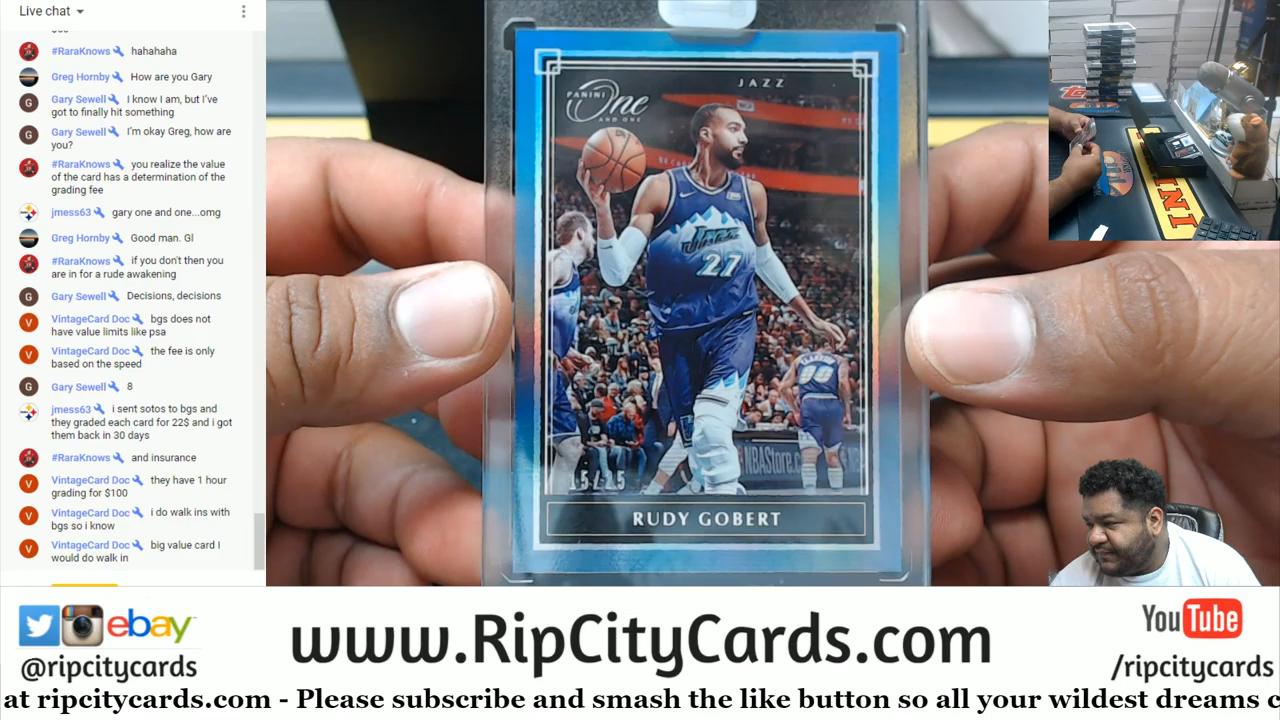 Live chat
#RaraKnows hahahaha
Greg Hornby How are you Gary
Gary Sewell I know I am, but I've
got to finally hit something
Gary Sewell I'm okay Greg, how are
you?
#RaraKnows you realize the value
of the card has a determination of the
grading fee
jmess63 gary one and one...omg
Greg Hornby Good man. Gl
#RaraKnows if you don't then you
are in for a rude awakening
Gary Sewell Decisions, decisions
VintageCard Doc bgs does not
have value limits like psa
VintageCard Doc the fee is only
based on the speed
Gary Sewell 8
jmess63 i sent sotos to bgs and
they graded each card for 22$ and i got
them back in 30 days
#RaraKnows and insurance
VintageCard Doc they have 1 hour
grading for $100
VintageCard Doc i do walk ins with
bgs so i know
VintageCard Doc big value card I
would do walk in
G
G
V
V
G
V
V
V
JAZZ
PANINI
One
AND ONE
Jazz
27
NBAStore.c
15/25
RUDY GOBERT
INI
ebay
@ripcitycards
www.RipCityCards.com
YouTube
/ripcitycards
at ripcitycards.com - Please subscribe and smash the like button so all your wildest dreams c